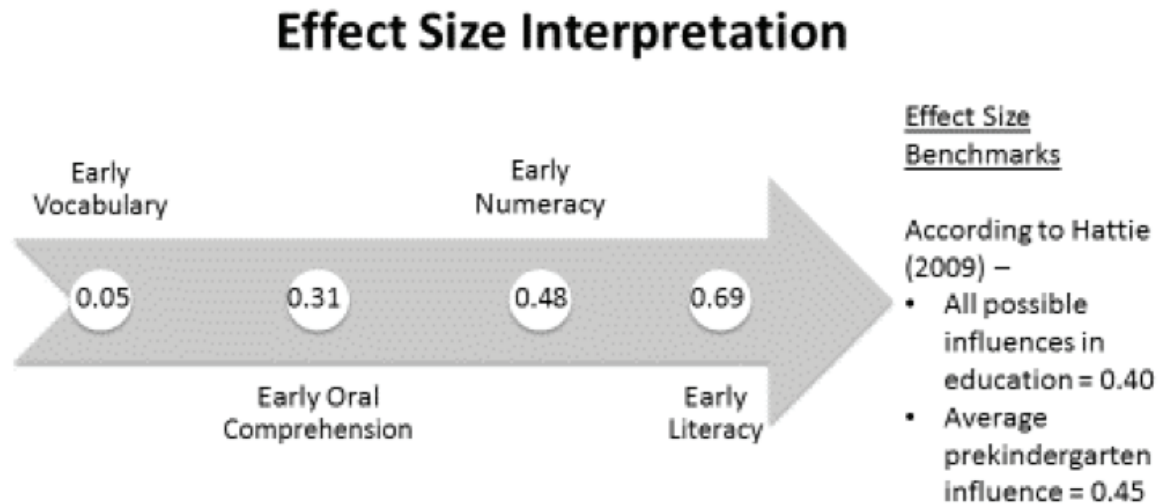 Effect Size Interpretation
Early
Vocabulary
Early
Numeracy
0.05
0.31
0.48
0.69
Early Oral
Comprehension
Early
Literacy
Effect Size
Benchmarks
According to Hattie
(2009) –
• All possible
influences in
education = 0.40
• Average
prekindergarten
influence = 0.45